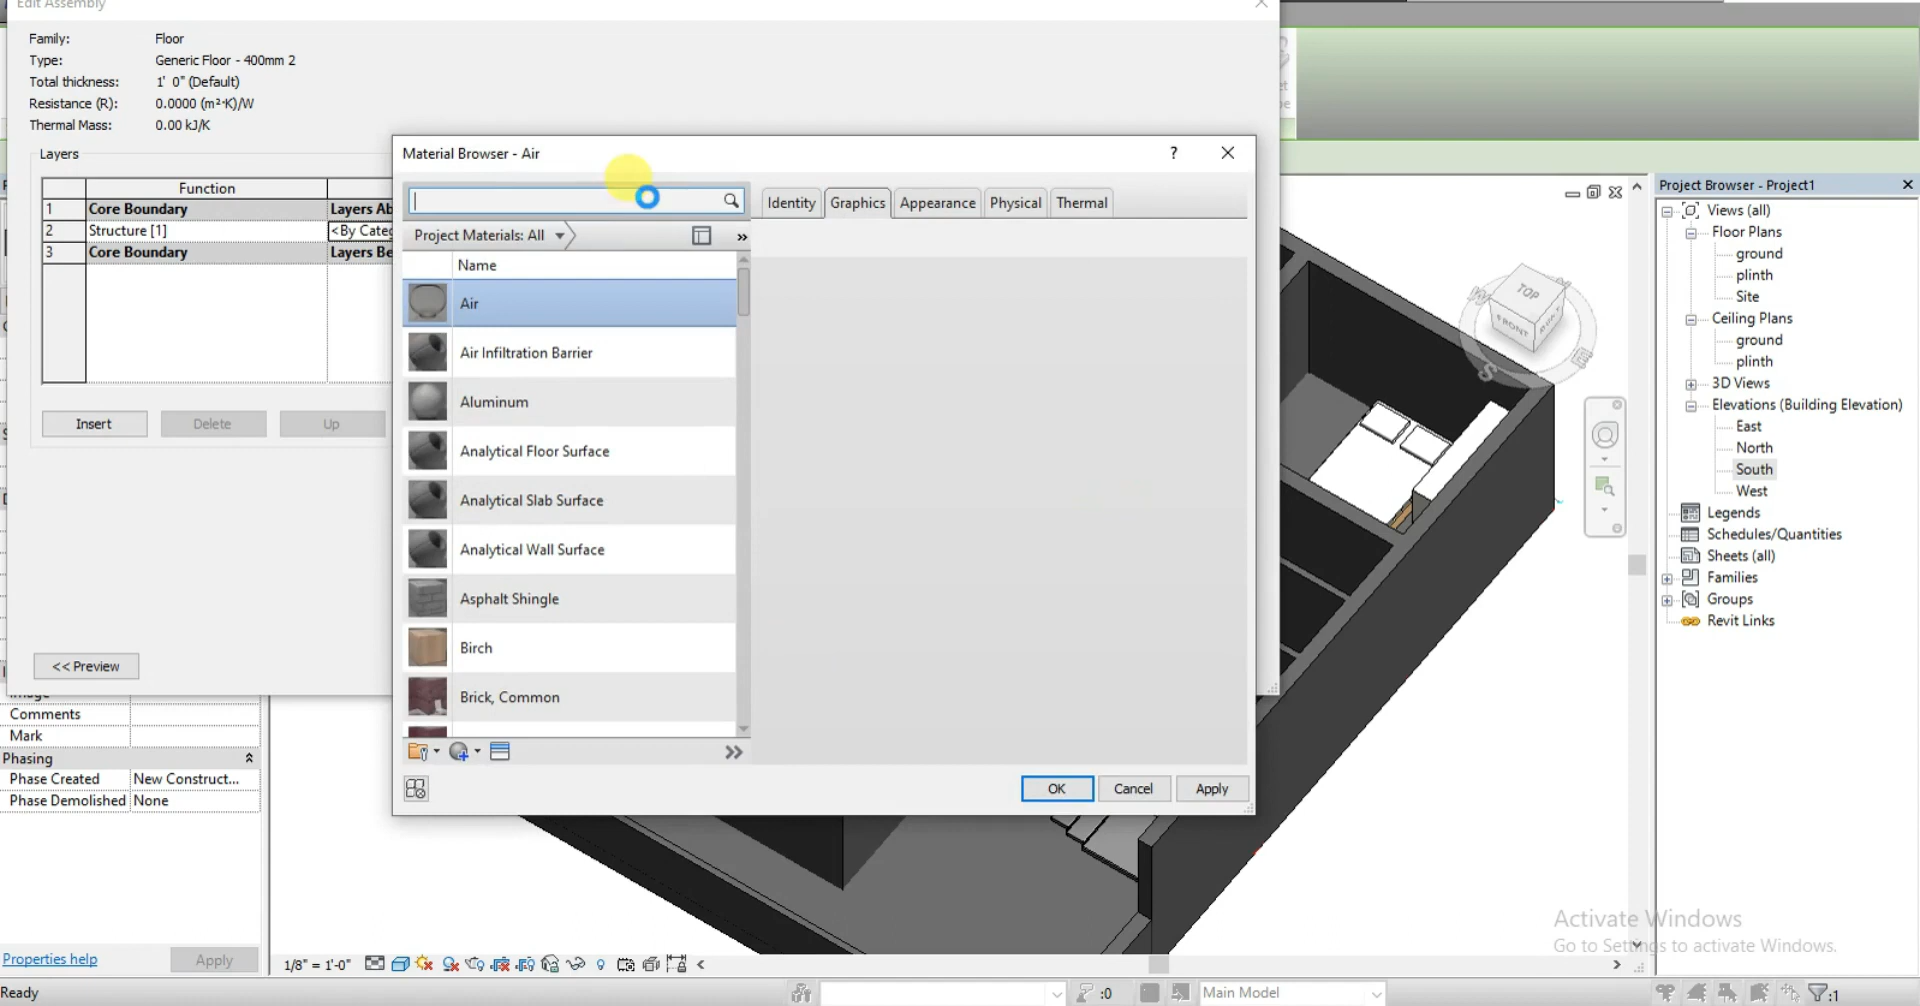 Edit Assembly
Family: Floor
Type: Generic Floor - 400mm 2
Total thickness: 1' 0" (Default)
Resistance (R): 0.0000 (m²·K)/W
Thermal Mass: 0.00 kJ/K
Layers
Function
1 Core Boundary Layers Ab
2 Structure [1] <By Categ
3 Core Boundary Layers Be
Insert Delete Up
<< Preview
Material Browser - Air
?
Identity Graphics Appearance Physical Thermal
Project Materials: All
»
Name
Air
Air Infiltration Barrier
Aluminum
Analytical Floor Surface
Analytical Slab Surface
Analytical Wall Surface
Asphalt Shingle
Birch
Brick, Common
OK Cancel Apply
Comments
Mark
Phasing
Phase Created New Construct...
Phase Demolished None
Properties help Apply
TOP
FRONT
W
S
E
Project Browser - Project1
Views (all)
Floor Plans
ground
plinth
Site
Ceiling Plans
ground
plinth
3D Views
Elevations (Building Elevation)
East
North
South
West
Legends
Schedules/Quantities
Sheets (all)
Families
Groups
Revit Links
Activate Windows
Go to Settings to activate Windows.
1/8" = 1'-0"
Ready
:0
Main Model
:1